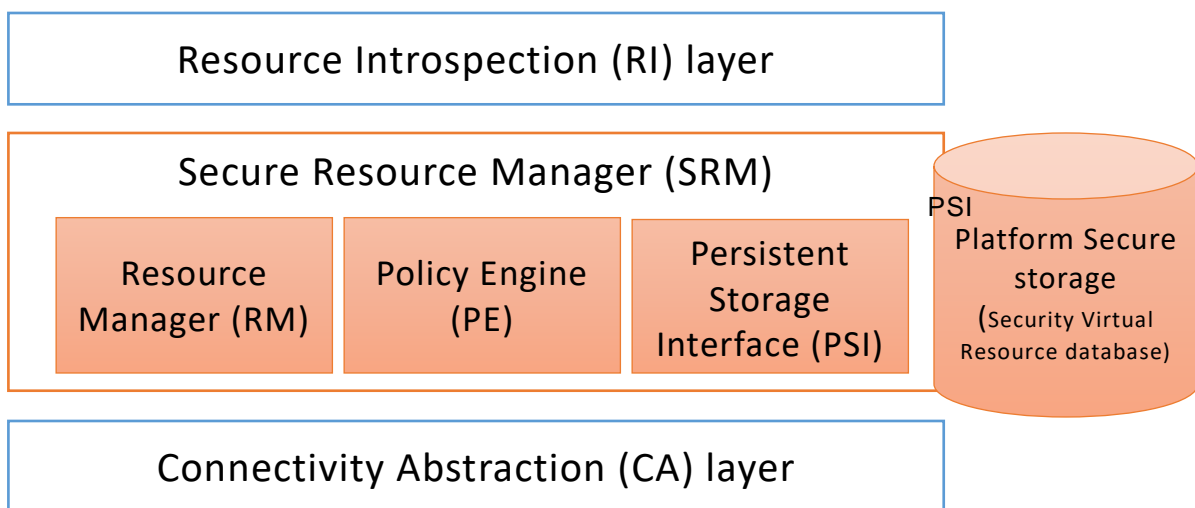 Resource Introspection (RI) layer
Secure Resource Manager (SRM)
Resource
Manager (RM)
Policy Engine
(PE)
Persistent
Storage
Interface (PSI)
PSI
Platform Secure
storage
(Security Virtual
Resource database)
Connectivity Abstraction (CA) layer